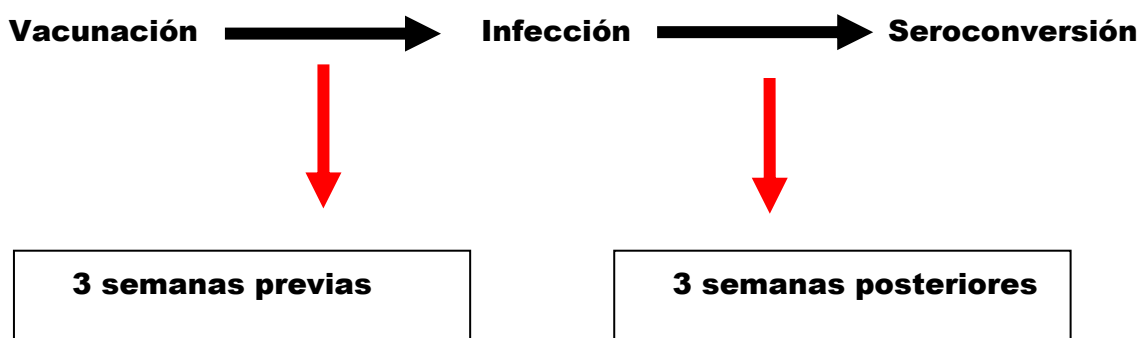 Vacunación Infección Seroconversión
3 semanas previas 3 semanas posteriores